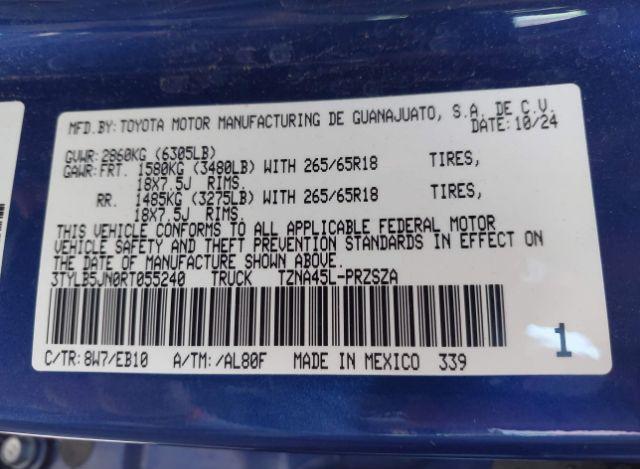 MFD.BY: TOYOTA MOTOR MANUFACTURING DE GUANAJUATO, S.A. DE C.V.
DATE: 10/24
GVWR: 2860KG (6305LB)
GAWR: FRT. 1580KG (3480LB) WITH 265/65R18 TIRES,
18X7.5J RIMS.
RR. 1485KG (3275LB) WITH 265/65R18 TIRES,
18X7.5J RIMS.
THIS VEHICLE CONFORMS TO ALL APPLICABLE FEDERAL MOTOR
VEHICLE SAFETY AND THEFT PREVENTION STANDARDS IN EFFECT ON
THE DATE OF MANUFACTURE SHOWN ABOVE.
3TYLB5JN0RT055240 TRUCK TZNA45L-PRZSZA
C/TR: 8W7/EB10 A/TM: /AL80F MADE IN MEXICO 339
1